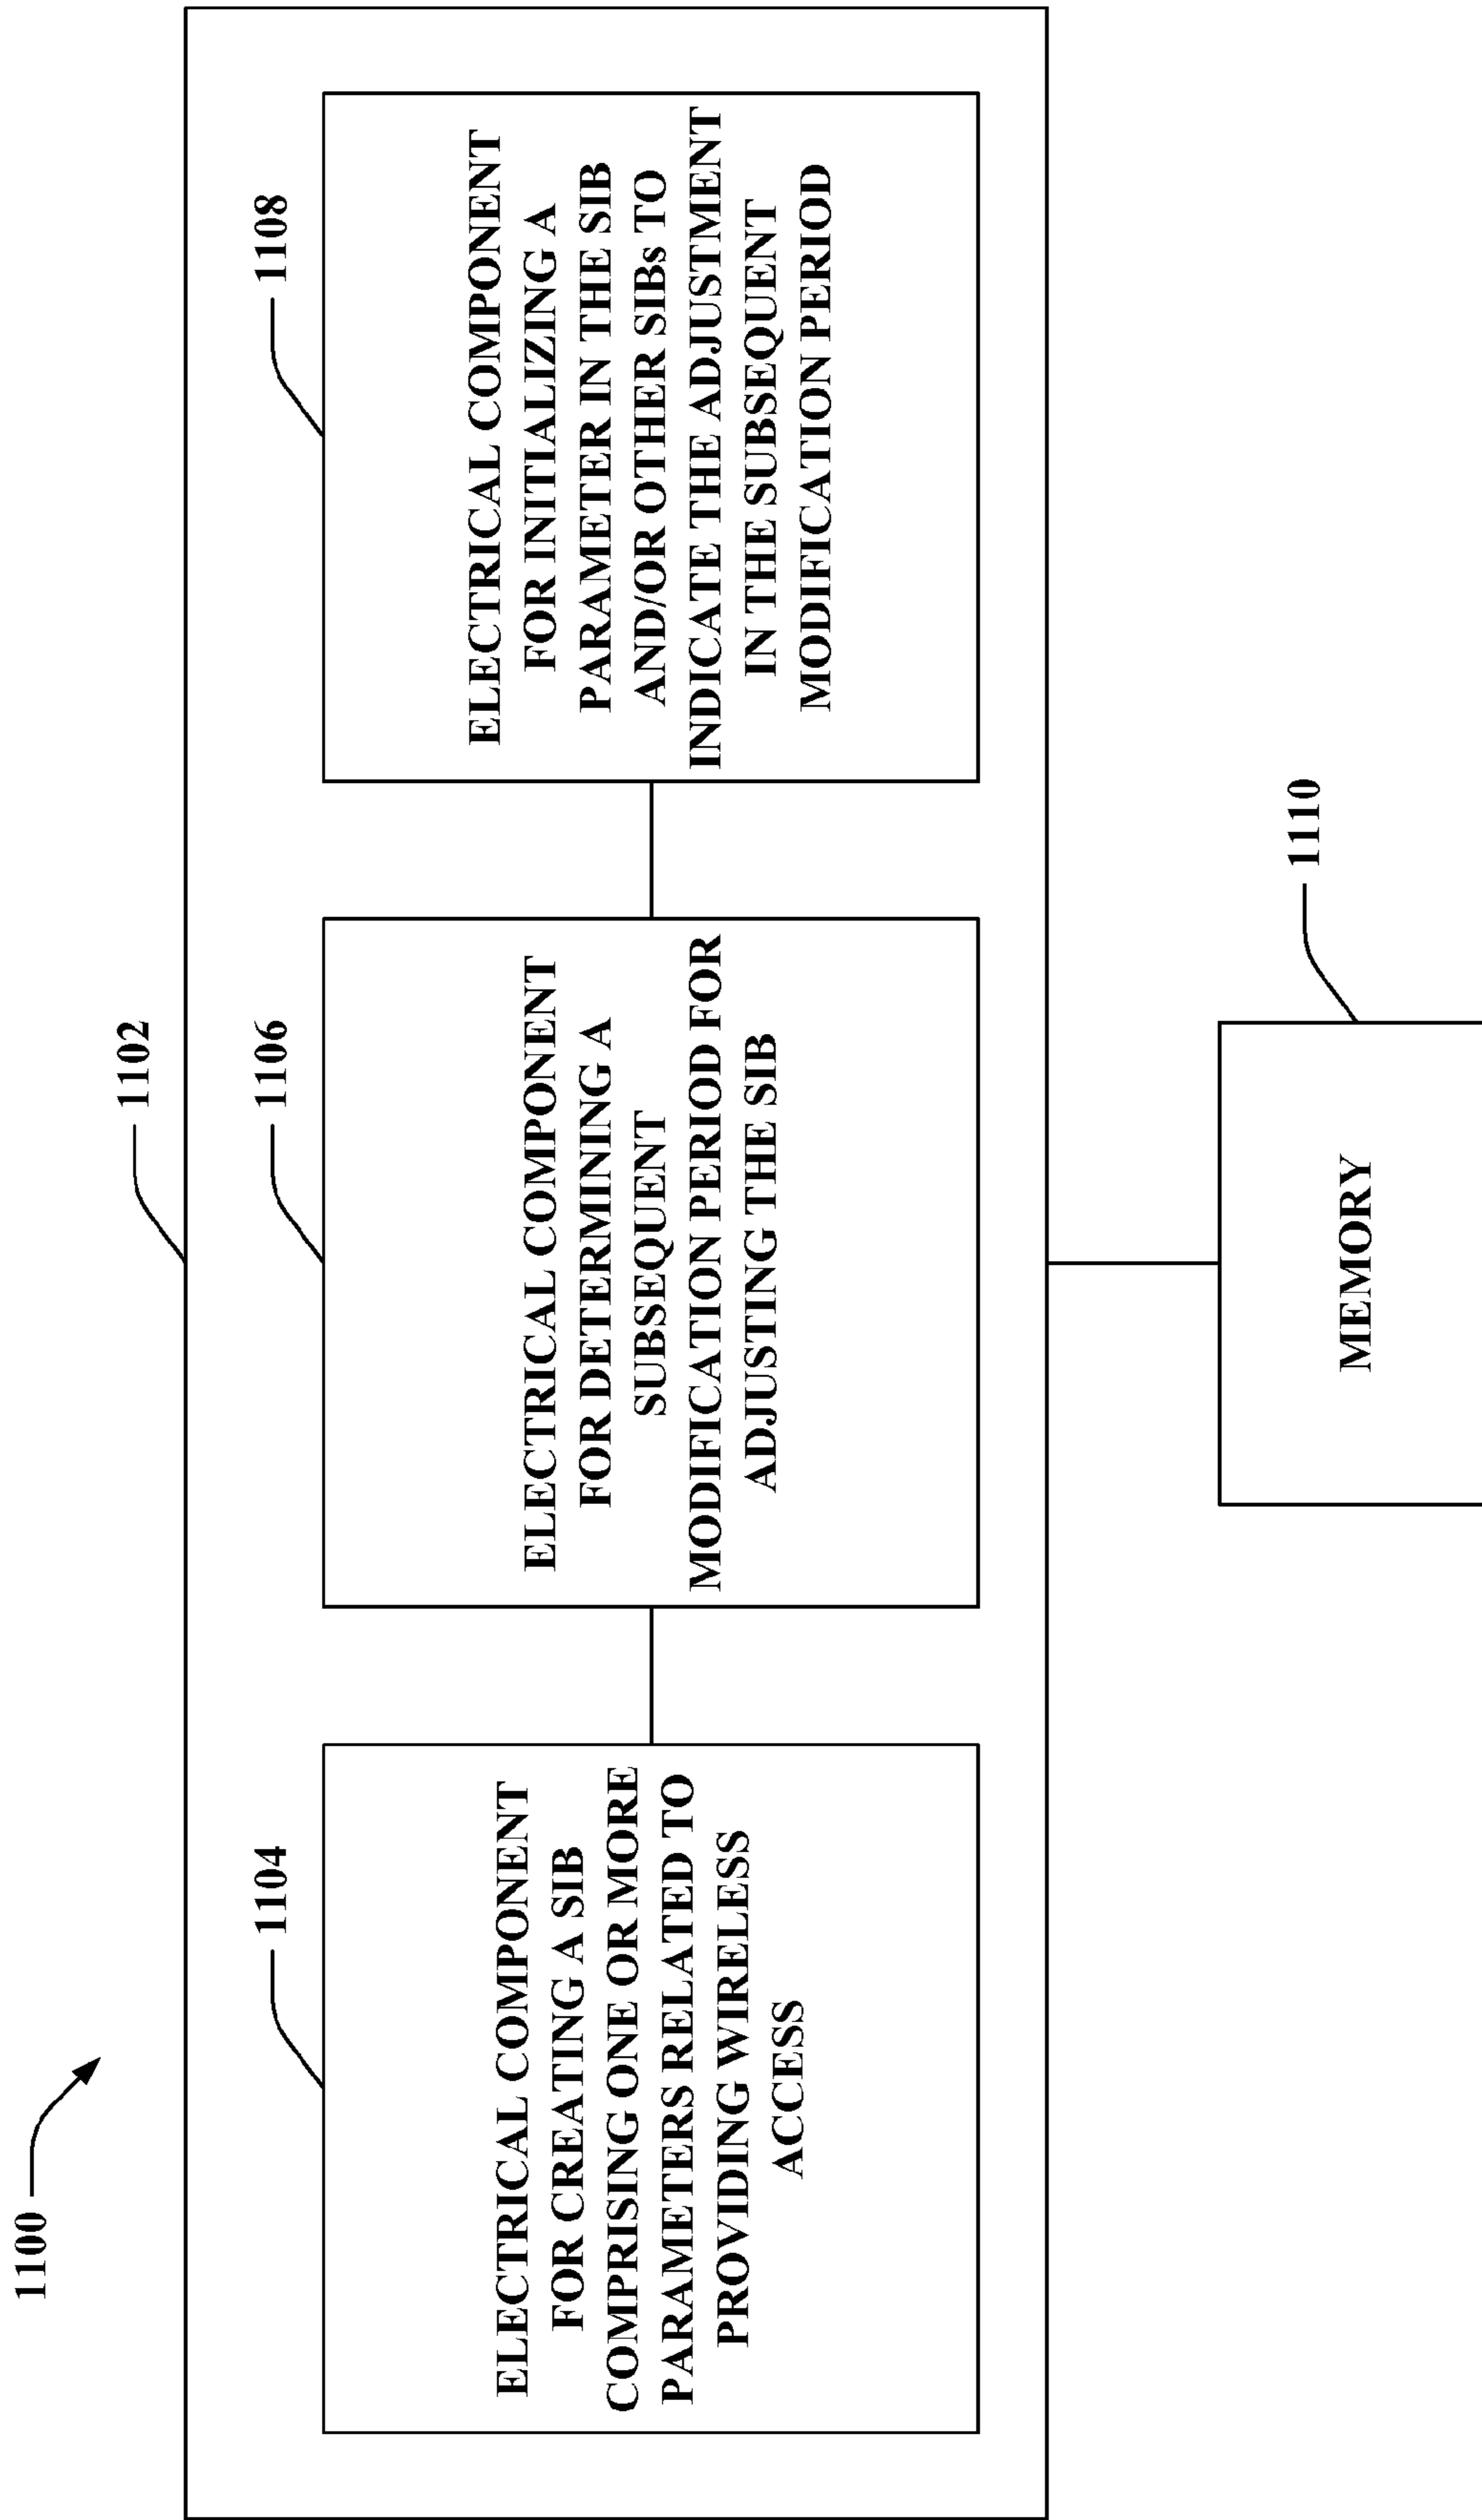 1100
1102
1104
ELECTRICAL COMPONENT
FOR CREATING A SIB
COMPRISING ONE OR MORE
PARAMETERS RELATED TO
PROVIDING WIRELESS
ACCESS
1106
ELECTRICAL COMPONENT
FOR DETERMINING A
SUBSEQUENT
MODIFICATION PERIOD FOR
ADJUSTING THE SIB
1108
ELECTRICAL COMPONENT
FOR INITIALIZING A
PARAMETER IN THE SIB
AND/OR OTHER SIBs TO
INDICATE THE ADJUSTMENT
IN THE SUBSEQUENT
MODIFICATION PERIOD
1110
MEMORY